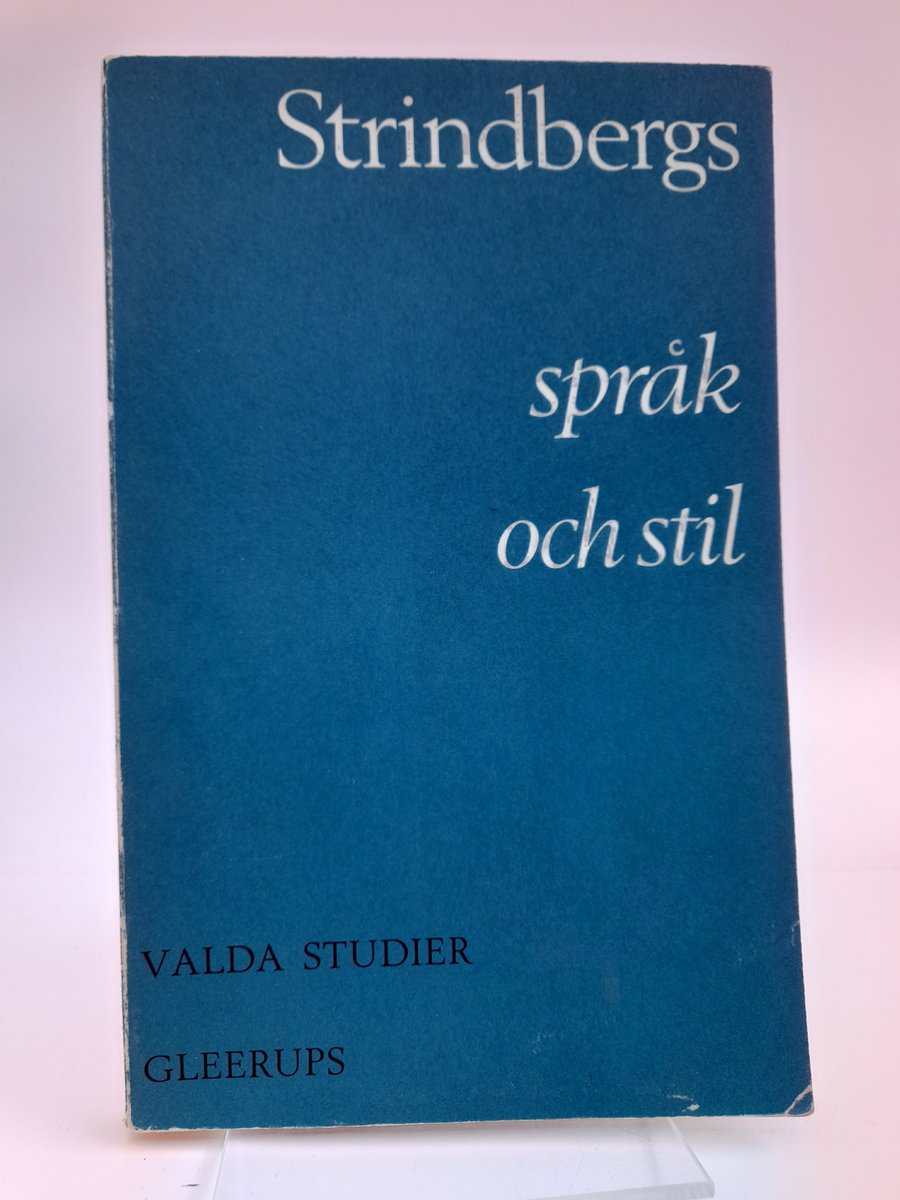 Strindbergs
språk
och stil
VALDA STUDIER
GLEERUPS